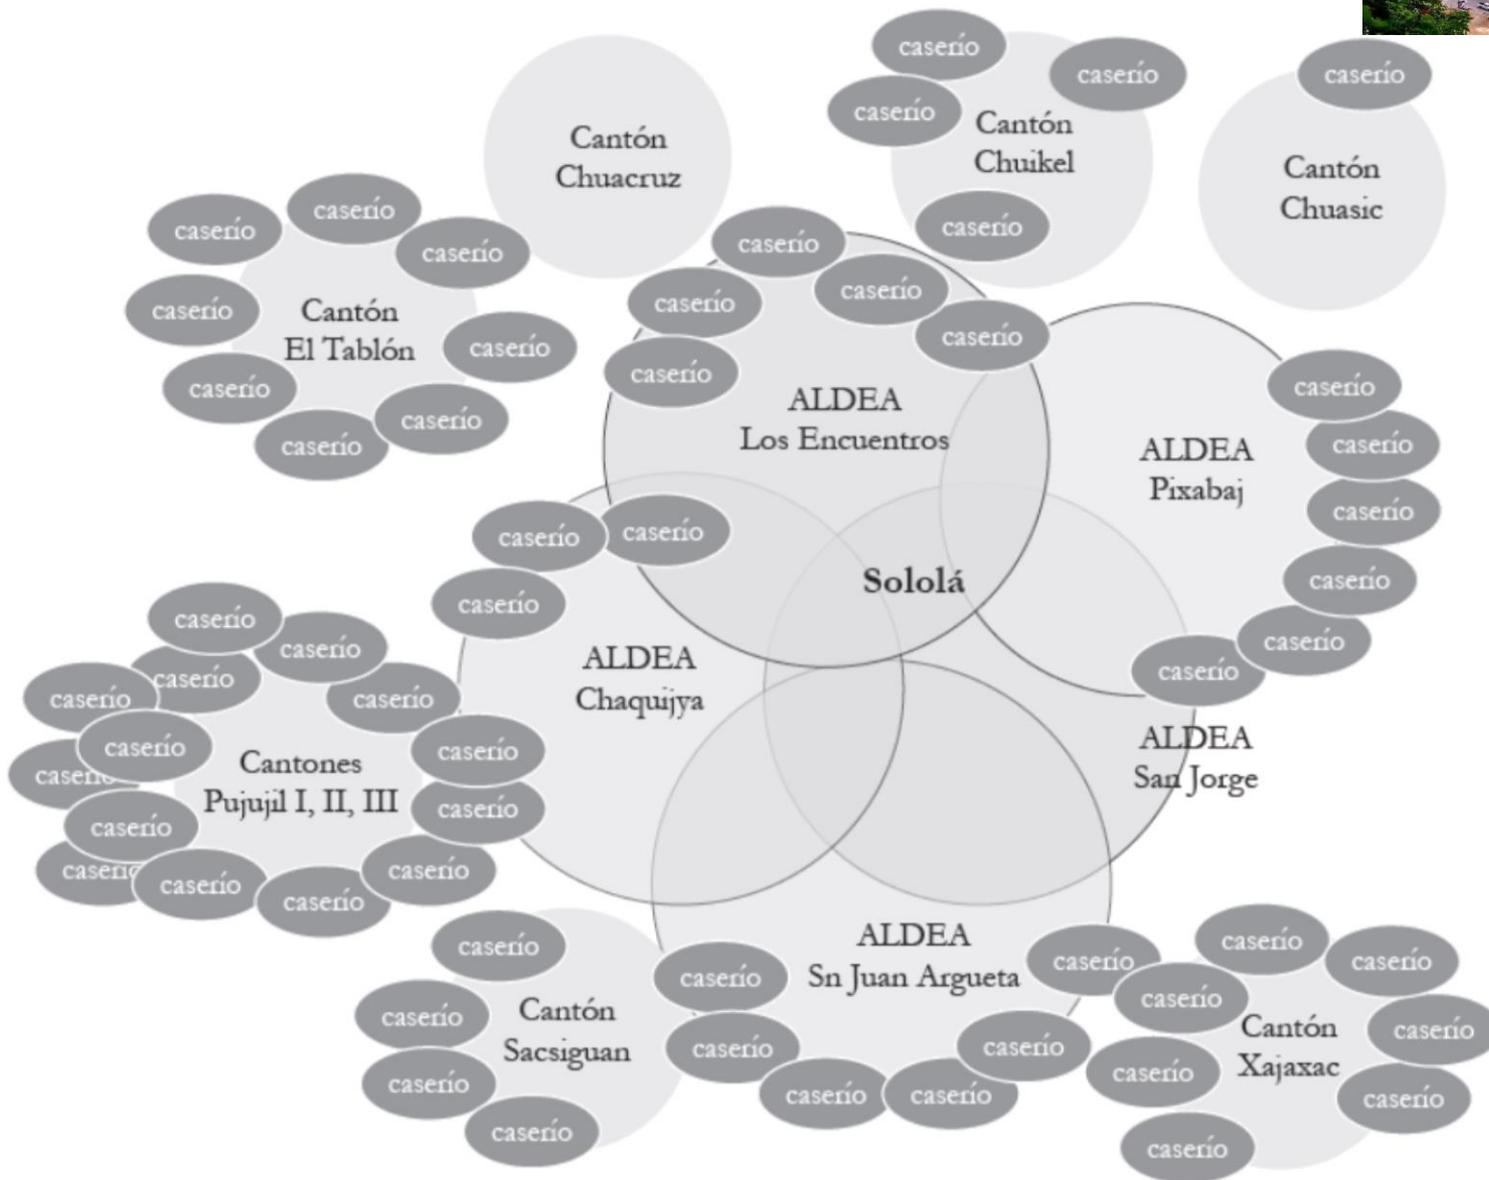 Cantón
Chuacruz
caserío
caserío
caserío
Cantón
Chuikel
caserío
caserío
Cantón
Chuasic
caserío
caserío
caserío
caserío
Cantón
El Tablón
caserío
caserío
caserío
caserío
caserío
caserío
caserío
caserío
caserío
caserío
ALDEA
Los Encuentros
caserío
ALDEA
Pixabaj
caserío
caserío
caserío
caserío
caserío
caserío
Sololá
caserío
caserío
ALDEA
Chaquijya
ALDEA
San Jorge
caserío
caserío
caserío
caserío
caserío
caserío
caserío
caserío
Cantones
Pujujil I, II, III
caserío
caserío
caserío
caserío
caserío
caserío
caserío
Cantón
Sacsiguan
caserío
caserío
caserío
ALDEA
Sn Juan Argueta
caserío
caserío
caserío
caserío
caserío
caserío
caserío
caserío
caserío
Cantón
Xajaxac
caserío
caserío
caserío
caserío